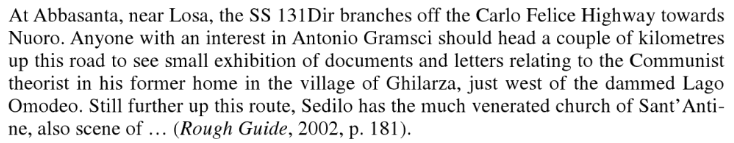 At Abbasanta, near Losa, the SS 131Dir branches off the Carlo Felice Highway towards
Nuoro. Anyone with an interest in Antonio Gramsci should head a couple of kilometres
up this road to see small exhibition of documents and letters relating to the Communist
theorist in his former home in the village of Ghilarza, just west of the dammed Lago
Omodeo. Still further up this route, Sedilo has the much venerated church of Sant’Anti-
ne, also scene of … (Rough Guide, 2002, p. 181).